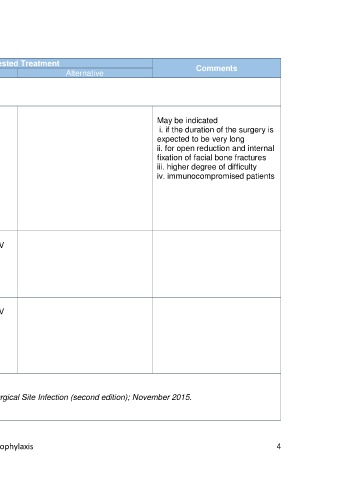 ested Treatment
Alternative
Comments
May be indicated
i. if the duration of the surgery is
expected to be very long
ii. for open reduction and internal
fixation of facial bone fractures
iii. higher degree of difficulty
iv. immunocompromised patients
V
V
rgical Site Infection (second edition); November 2015.
ophylaxis
4